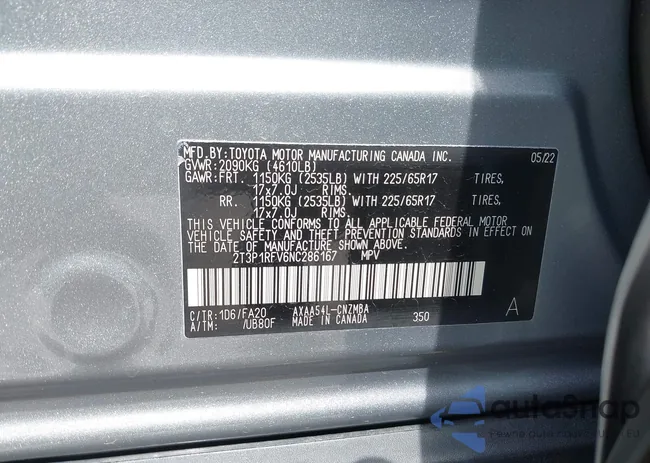 MFD.BY:TOYOTA MOTOR MANUFACTURING CANADA INC. 05/22
GVWR:2090KG (4610LB)
GAWR:FRT. 1150KG (2535LB) WITH 225/65R17 TIRES,
17x7.0J RIMS.
RR. 1150KG (2535LB) WITH 225/65R17 TIRES,
17x7.0J RIMS.
THIS VEHICLE CONFORMS TO ALL APPLICABLE FEDERAL MOTOR
VEHICLE SAFETY AND THEFT PREVENTION STANDARDS IN EFFECT ON
THE DATE OF MANUFACTURE SHOWN ABOVE.
2T3P1RFV6NC286167 MPV
C/TR:1D6/FA20 AXAA54L-CNZMBA A
A/TM: /UB80F MADE IN CANADA 350
autoSnap
Pewne auta